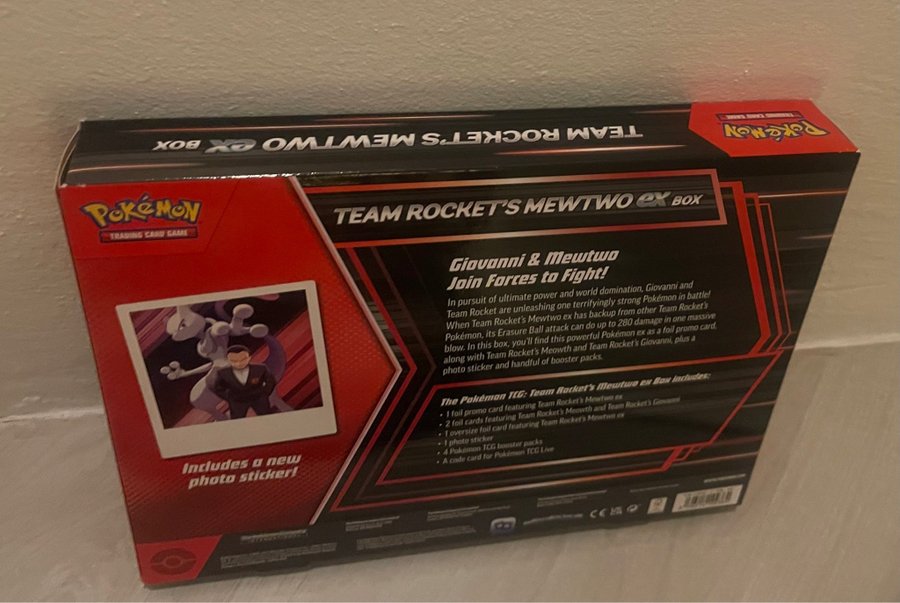 TEAM ROCKET'S MEWTWO ex BOX
POKéMON
TRADING CARD GAME
POKéMON
TRADING CARD GAME
TEAM ROCKET'S MEWTWO ex BOX
Giovanni & Mewtwo
Join Forces to Fight!
In pursuit of ultimate power and world domination, Giovanni and
Team Rocket are unleashing one terrifyingly strong Pokémon in battle!
When Team Rocket's Mewtwo ex has backup from other Team Rocket's
Pokémon, its Erasure Ball attack can do up to 280 damage in one massive
blow. In this box, you'll find this powerful Pokémon ex as a foil promo card,
along with Team Rocket's Meowth and Team Rocket's Giovanni, plus a
photo sticker and handful of booster packs.
The Pokémon TCG: Team Rocket's Mewtwo ex Box includes:
• 1 foil promo card featuring Team Rocket's Mewtwo ex
• 2 foil cards featuring Team Rocket's Meowth and Team Rocket's Giovanni
• 1 oversize foil card featuring Team Rocket's Mewtwo ex
• 1 photo sticker
• 4 Pokémon TCG booster packs
• A code card for Pokémon TCG Live
Includes a new
photo sticker!
CE